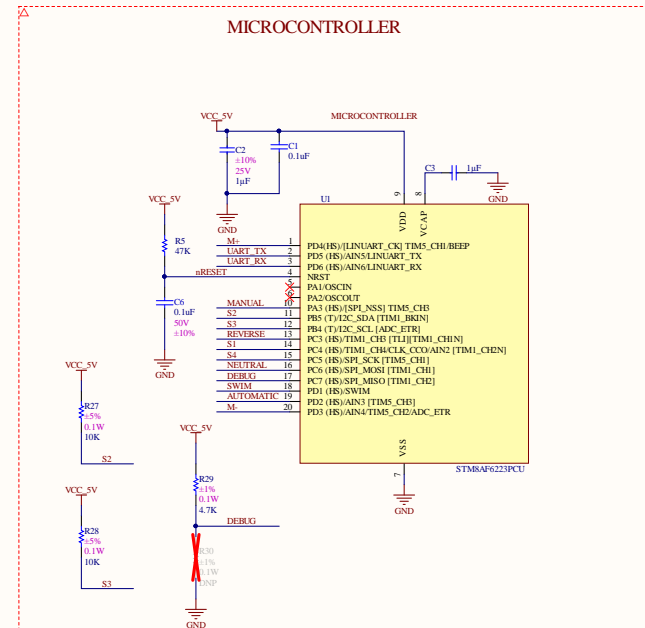 MICROCONTROLLER
VCC_5V
MICROCONTROLLER
C2
±10%
25V
1µF
C1
0.1uF
GND
C3
1µF
GND
VCC_5V
R5
47K
nRESET
C6
0.1uF
50V
±10%
GND
U1
9
VDD
8
VCAP
M+ 1 PD4(HS)/[LINUART_CK] TIM5_CH1/BEEP
UART_TX 2 PD5 (HS)/AIN5/LINUART_TX
UART_RX 3 PD6 (HS)/AIN6/LINUART_RX
4 NRST
5 PA1/OSCIN
PA2/OSCOUT
MANUAL 10 PA3 (HS)/[SPI_NSS] TIM5_CH3
S2 11 PB5 (T)/I2C_SDA [TIM1_BKIN]
S3 12 PB4 (T)/I2C_SCL [ADC_ETR]
REVERSE 13 PC3 (HS)/TIM1_CH3 [TLI][TIM1_CH1N]
S1 14 PC4 (HS)/TIM1_CH4/CLK_CCO/AIN2 [TIM1_CH2N]
S4 15 PC5 (HS)/SPI_SCK [TIM5_CH1]
NEUTRAL 16 PC6 (HS)/SPI_MOSI [TIM1_CH1]
DEBUG 17 PC7 (HS)/SPI_MISO [TIM1_CH2]
SWIM 18 PD1 (HS)/SWIM
AUTOMATIC 19 PD2 (HS)/AIN3 [TIM5_CH3]
M- 20 PD3 (HS)/AIN4/TIM5_CH2/ADC_ETR
VSS
7
STM8AF6223PCU
GND
VCC_5V
R27
±5%
0.1W
10K
S2
VCC_5V
R28
±5%
0.1W
10K
S3
VCC_5V
R29
±1%
0.1W
4.7K
DEBUG
R30
±1%
0.1W
DNP
GND